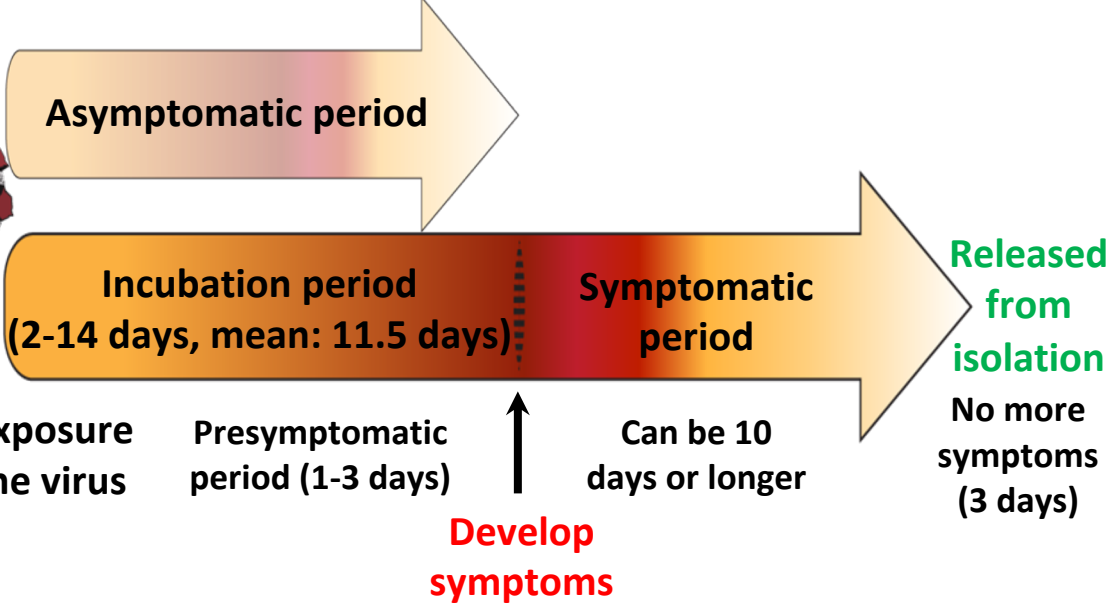 Asymptomatic period
Incubation period
(2-14 days, mean: 11.5 days)
Symptomatic
period
Released
from
isolation
No more
symptoms
(3 days)
xposure
ne virus
Presymptomatic
period (1-3 days)
Can be 10
days or longer
Develop
symptoms